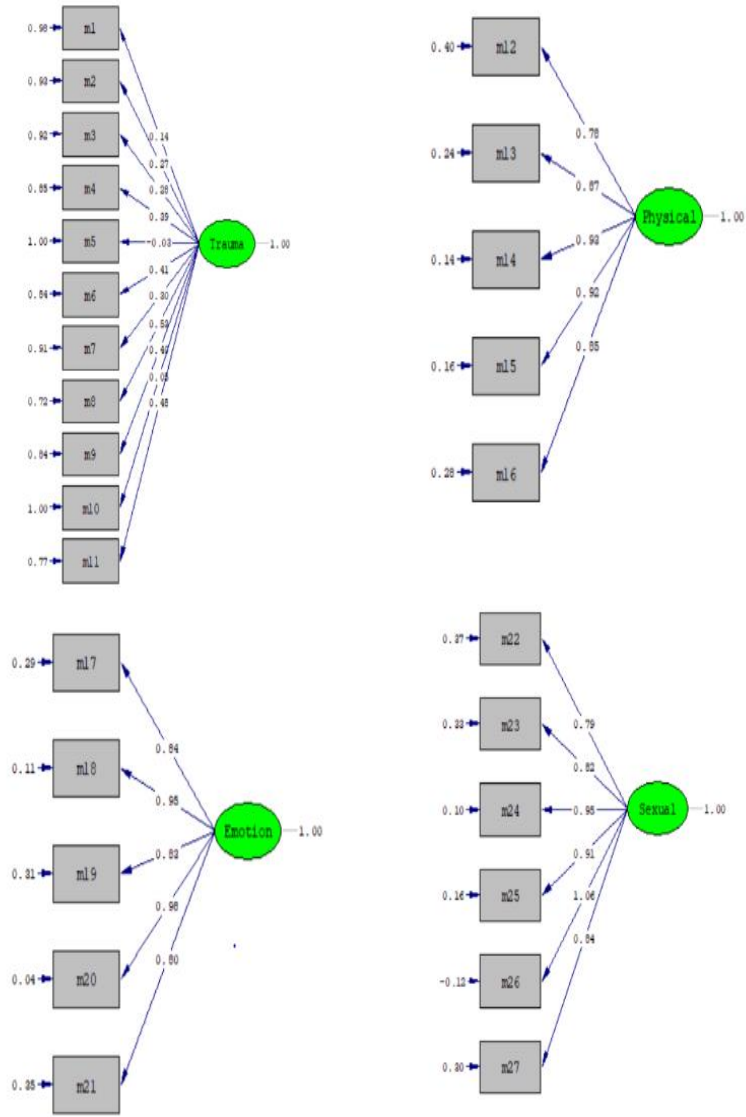 0.98 m1
0.93 m2
0.92 m3
0.85 m4
1.00 m5
0.84 m6
0.91 m7
0.72 m8
0.84 m9
1.00 m10
0.77 m11
0.14
0.27
0.28
0.39
-0.03
0.41
0.30
0.53
0.40
0.05
0.48
Trauma 1.00
0.40 m12
0.24 m13
0.14 m14
0.16 m15
0.28 m16
0.78
0.87
0.93
0.92
0.85
Physical 1.00
0.29 m17
0.11 m18
0.31 m19
0.04 m20
0.35 m21
0.84
0.95
0.83
0.98
0.80
Emotion 1.00
0.37 m22
0.33 m23
0.10 m24
0.16 m25
-0.12 m26
0.30 m27
0.79
0.82
0.95
0.91
1.06
0.84
Sexual 1.00